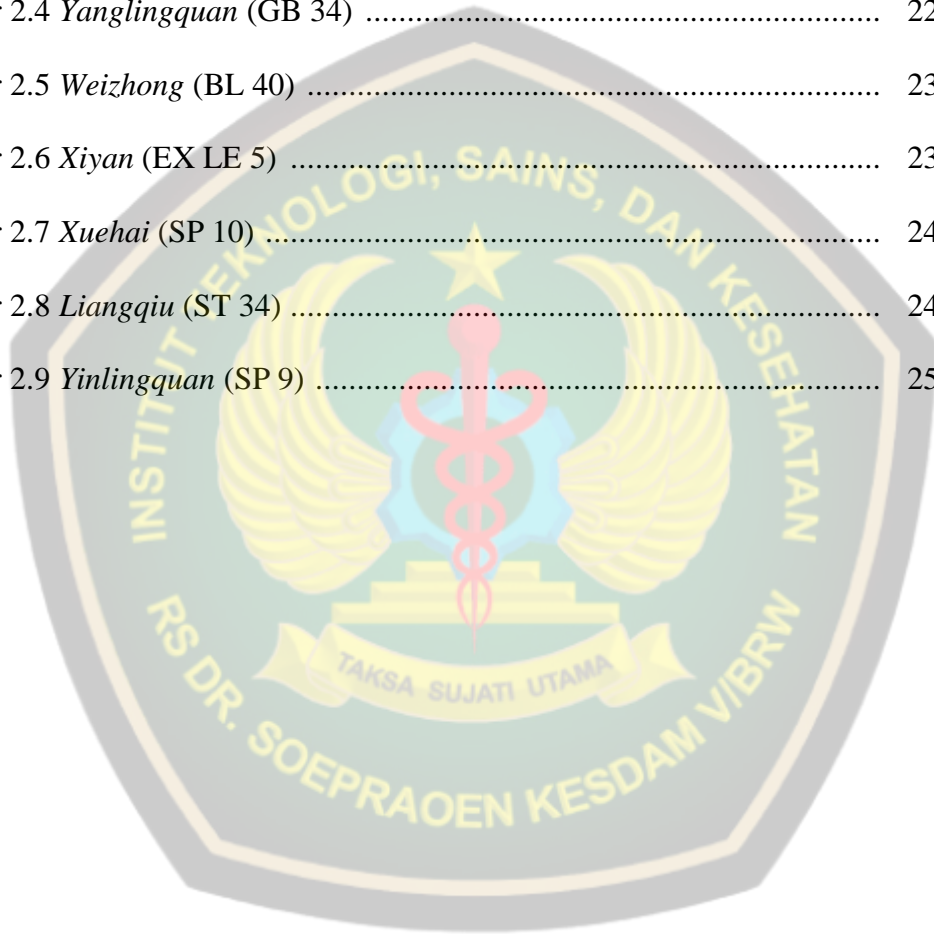 2.4 Yanglingquan (GB 34) ................................................................ 22
2.5 Weizhong (BL 40) ....................................................................... 23
2.6 Xiyan (EX LE 5) ......................................................................... 23
2.7 Xuehai (SP 10) ............................................................................ 24
2.8 Liangqiu (ST 34) ......................................................................... 24
2.9 Yinlingquan (SP 9) ...................................................................... 25
INSTITUT TEKNOLOGI, SAINS, DAN KESEHATAN
TAKSA SUJATI UTAMA
RS DR. SOEPRAOEN KESDAM V/BRW